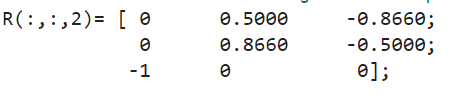 R(:,:,2)= [ 0 0.5000 -0.8660;
0 0.8660 -0.5000;
-1 0 0];